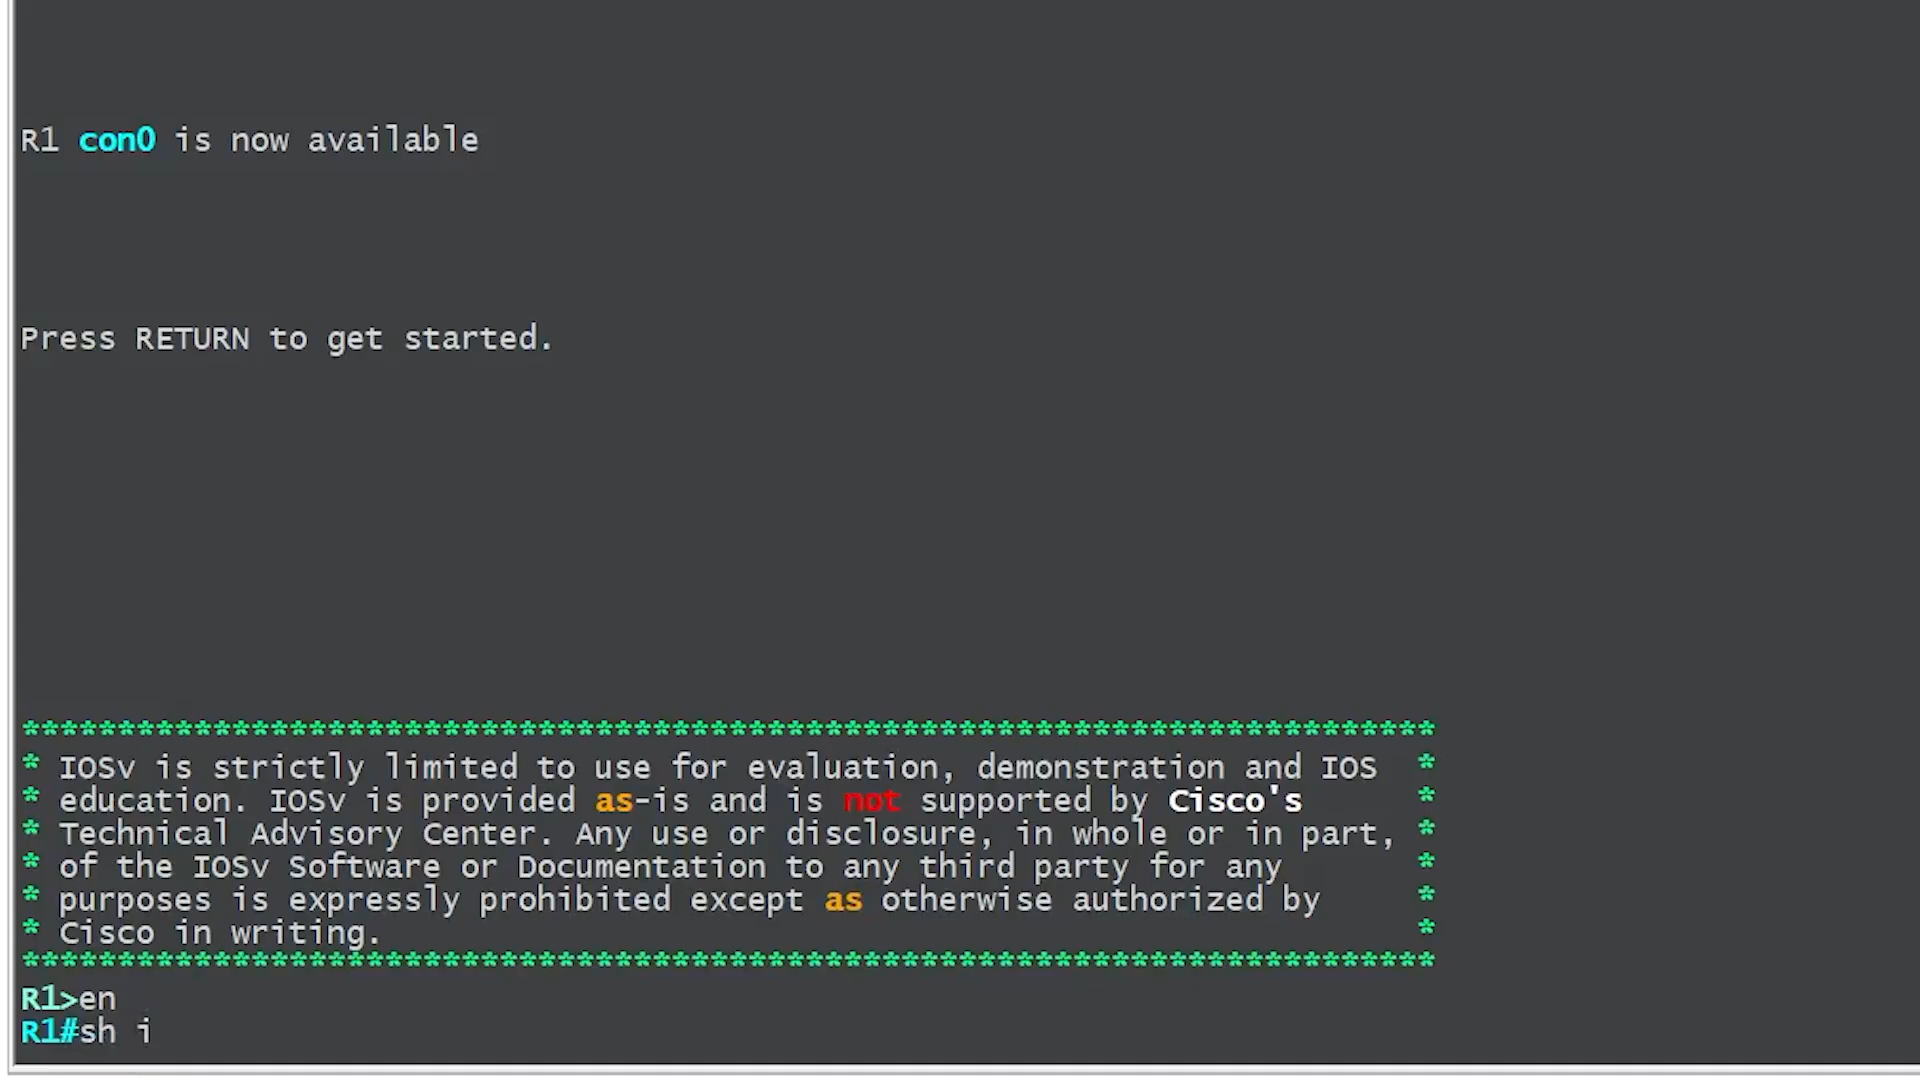 R1 con0 is now available
Press RETURN to get started.
**************************************************************************
* IOSv is strictly limited to use for evaluation, demonstration and IOS *
* education. IOSv is provided as-is and is not supported by Cisco's *
* Technical Advisory Center. Any use or disclosure, in whole or in part, *
* of the IOSv Software or Documentation to any third party for any *
* purposes is expressly prohibited except as otherwise authorized by *
* Cisco in writing. *
**************************************************************************
R1>en
R1#sh i